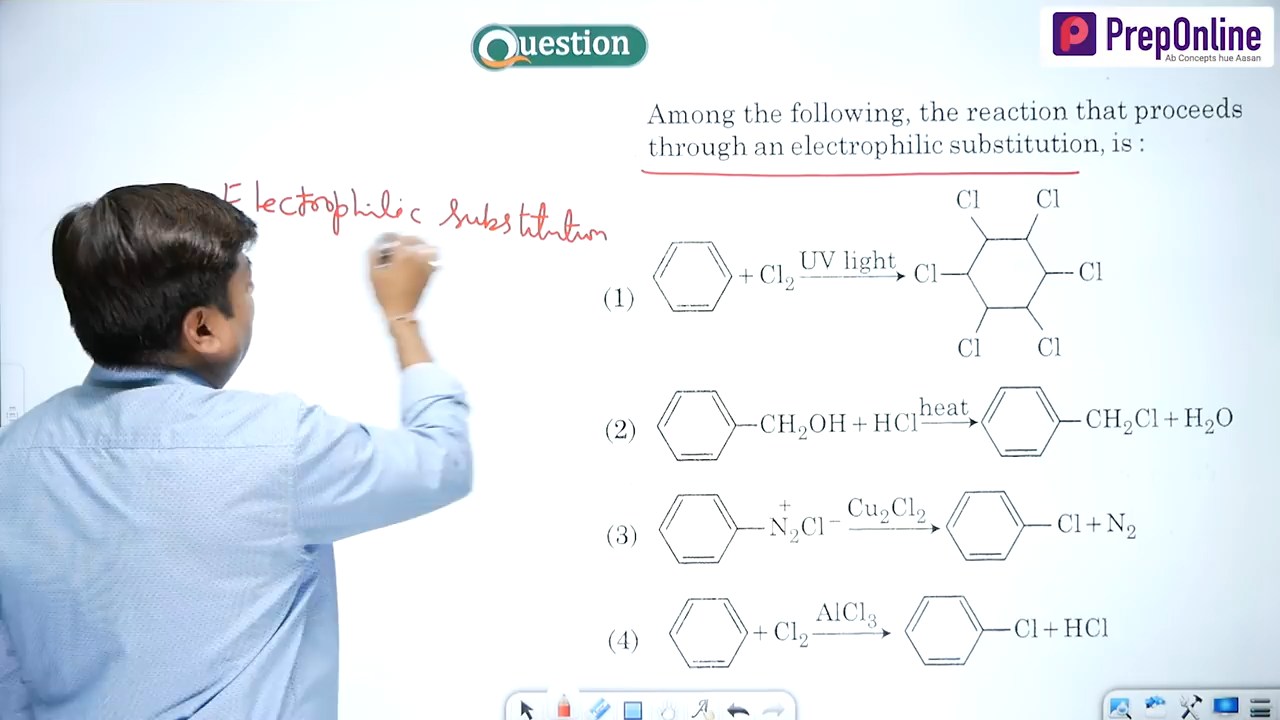 Question
PrepOnline
Ab Concepts hue Aasan
Among the following, the reaction that proceeds
through an electrophilic substitution, is :
Electrophilic substitution
(1) + Cl₂ UV light Cl Cl Cl Cl Cl Cl
(2) CH₂OH + HCl heat CH₂Cl + H₂O
(3) N₂⁺Cl⁻ Cu₂Cl₂ Cl + N₂
(4) + Cl₂ AlCl₃ Cl + HCl